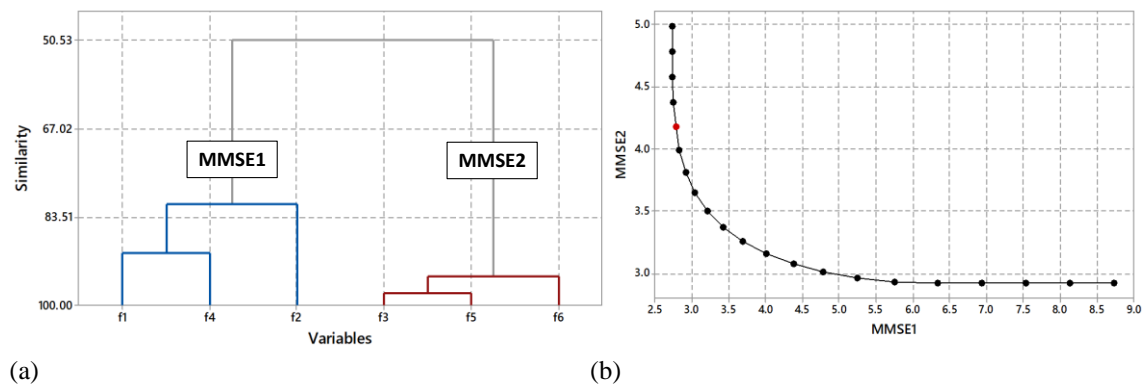 50.53
67.02
83.51
100.00
Similarity
MMSE1
MMSE2
f1
f4
f2
f3
f5
f6
Variables
(a)
5.0
4.5
4.0
3.5
3.0
MMSE2
2.5
3.0
3.5
4.0
4.5
5.0
5.5
6.0
6.5
7.0
7.5
8.0
8.5
9.0
MMSE1
(b)